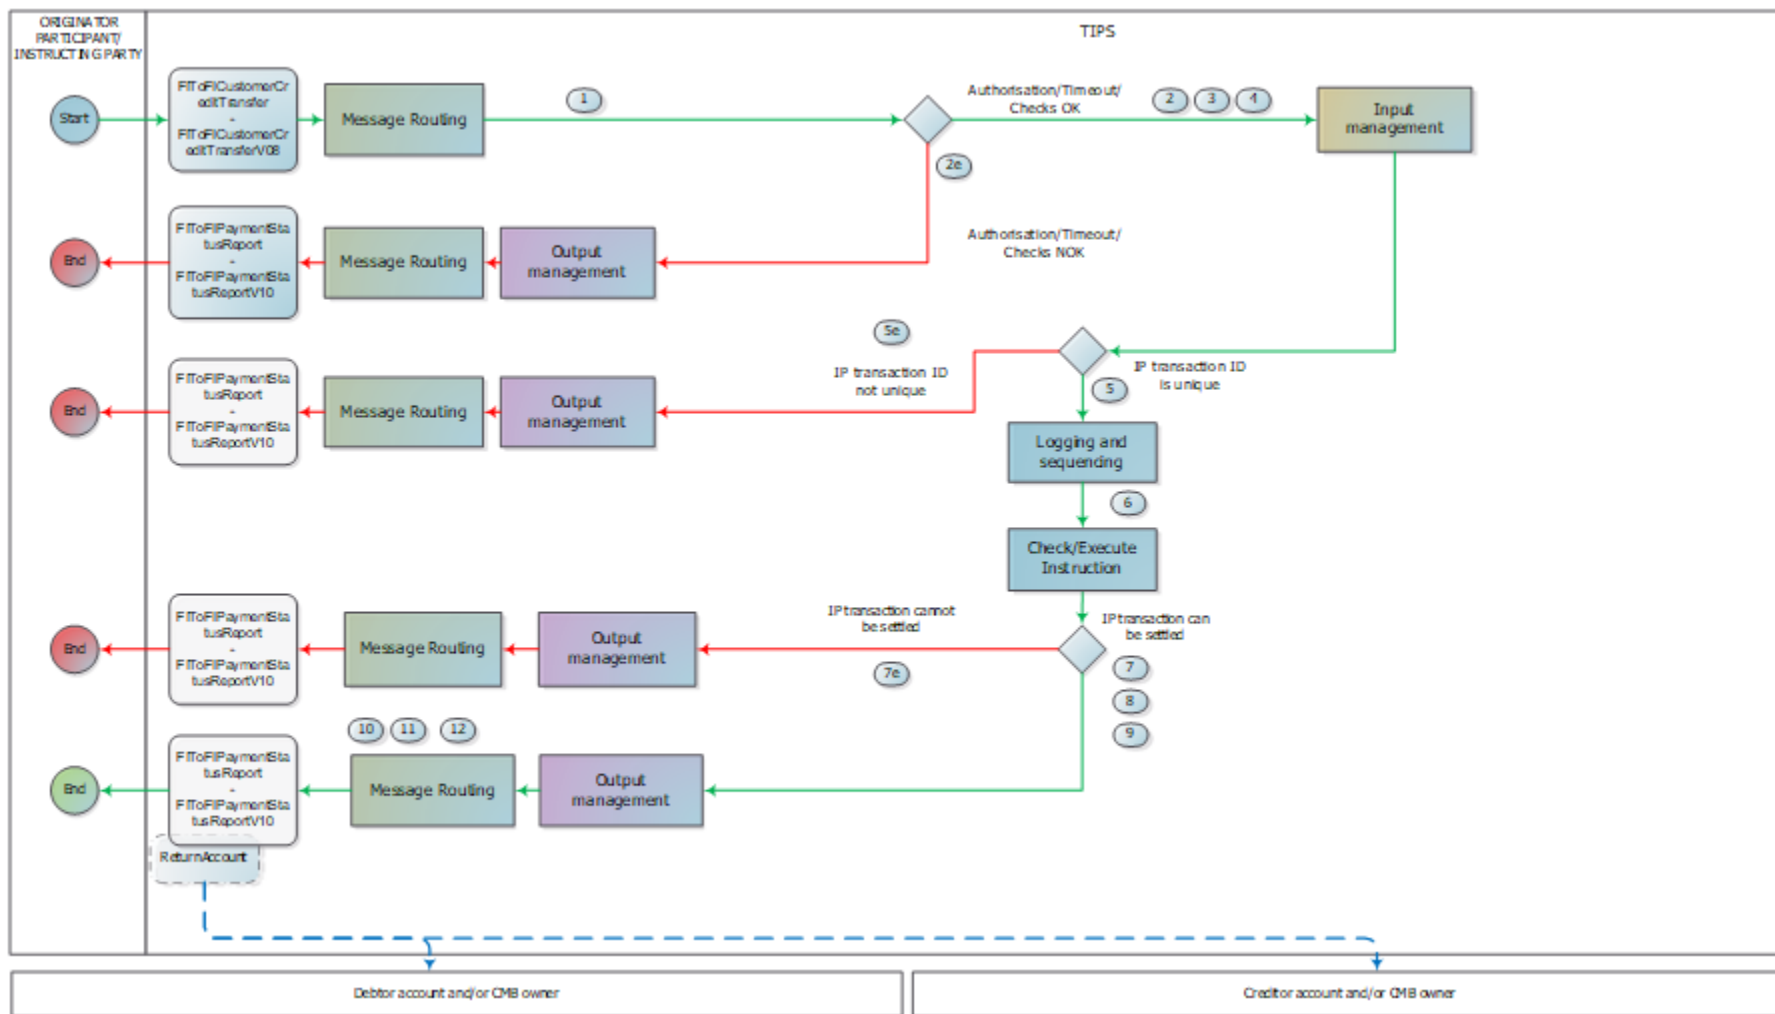 ORIGINATOR
PARTICIPANT/
INSTRUCTING PARTY
TIPS
Start
FIToFICustomerCr
editTransfer
-
FIToFICustomerCr
editTransferV08
Message Routing
1
Authorisation/Timeout/
Checks OK
2
3
4
Input
management
2e
End
FIToFIPaymentSta
tusReport
-
FIToFIPaymentSta
tusReportV10
Message Routing
Output
management
Authorisation/Timeout/
Checks NOK
5e
IP transaction ID
not unique
IP transaction ID
is unique
5
End
FIToFIPaymentSta
tusReport
-
FIToFIPaymentSta
tusReportV10
Message Routing
Output
management
Logging and
sequencing
6
Check/Execute
Instruction
End
FIToFIPaymentSta
tusReport
-
FIToFIPaymentSta
tusReportV10
Message Routing
Output
management
IP transaction cannot
be settled
7e
IP transaction can
be settled
7
8
9
10
11
12
End
FIToFIPaymentSta
tusReport
-
FIToFIPaymentSta
tusReportV10
Message Routing
Output
management
ReturnAccount
Debtor account and/or CMB owner
Creditor account and/or CMB owner